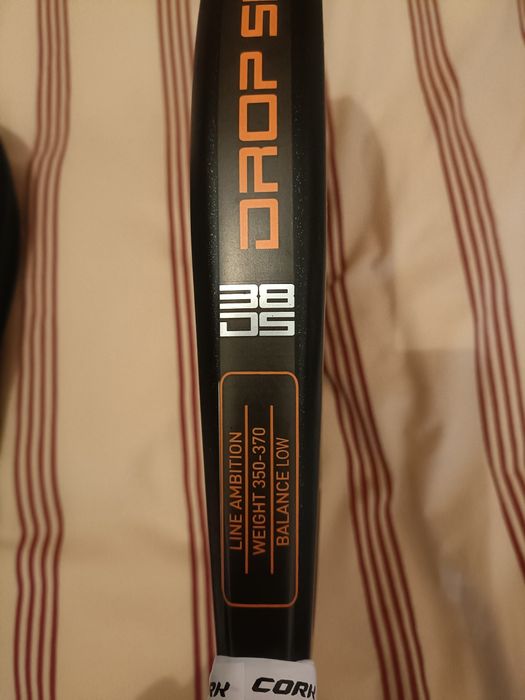 DROP
38
DS
LINE AMBITION
WEIGHT 350-370
BALANCE LOW
CORK